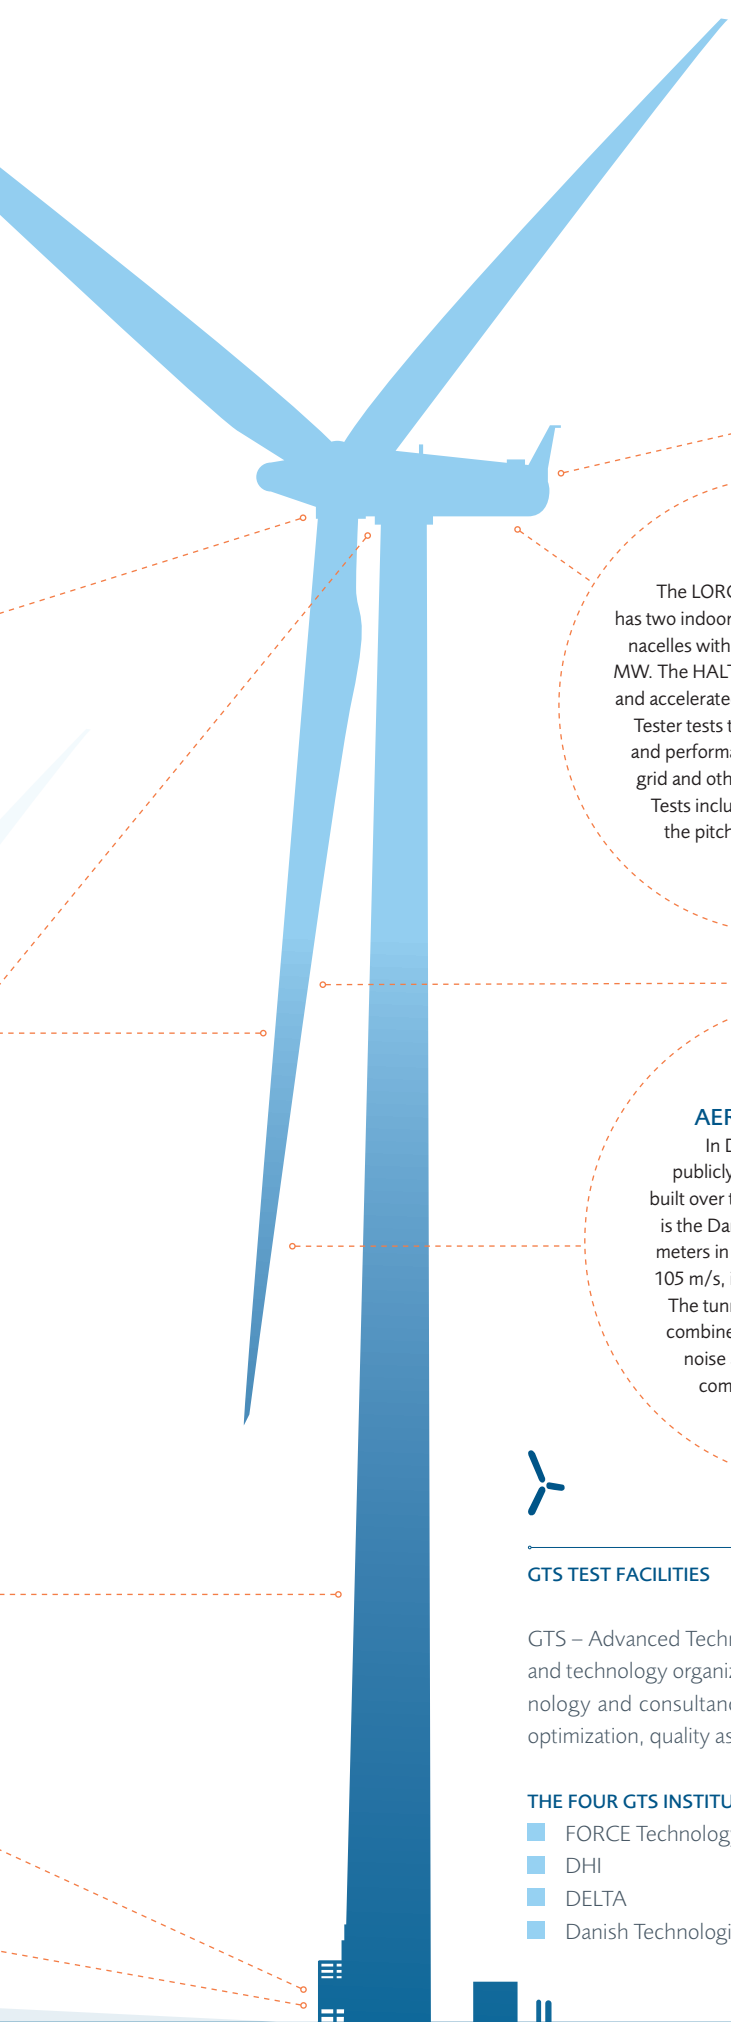 The LORC
has two indoor
nacelles with
MW. The HALT
and accelerate
Tester tests t
and performa
grid and oth
Tests inclu
the pitch
AER
In D
publicly
built over t
is the Da
meters in
105 m/s, i
The tunn
combine
noise
com
GTS TEST FACILITIES
GTS – Advanced Techn
and technology organiz
nology and consultanc
optimization, quality as
THE FOUR GTS INSTITU
FORCE Technology
DHI
DELTA
Danish Technologi